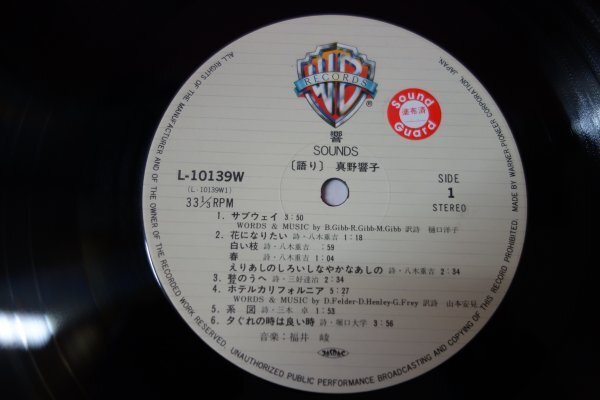 WB
RECORDS
®
Sound
塗布済
Guard
響
SOUNDS
〔語り〕 真野響子
L-10139W
(L-10139W1)
33⅓RPM
SIDE
1
STEREO
1. サブウェイ 3:50
WORDS & MUSIC by B.Gibb-R.Gibb-M.Gibb 訳詩 樋口洋子
2. 花になりたい 詩・八木重吉 1:18
白い枝 詩・八木重吉 :59
春 詩・八木重吉 1:04
えりあしのしろいしなやかなあしの 詩・八木重吉 2:34
3. 甃のうへ 詩・三好達治 2:34
4. ホテルカリフォルニア 5:27
WORDS & MUSIC by D.Felder-D.Henley-G.Frey 訳詩 山本安見
5. 系図 詩・三木 卓 1:53
6. 夕ぐれの時は良い時 詩・堀口大学 3:56
音楽：福井 崚
JASRAC
ALL RIGHTS OF THE MANUFACTURER AND OF THE OWNER OF THE RECORDED WORK RESERVED. UNAUTHORIZED PUBLIC PERFORMANCE BROADCASTING AND COPYING OF THIS RECORD PROHIBITED. MADE BY WARNER-PIONEER CORPORATION, JAPAN